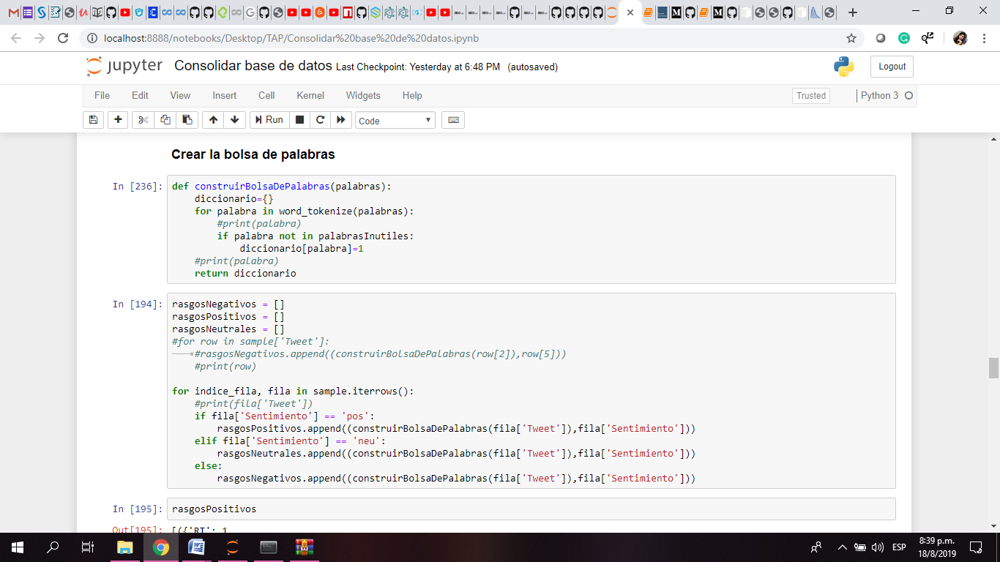 localhost:8888/notebooks/Desktop/TAP/Consolidar%20base%20de%20datos.ipynb
jupyter Consolidar base de datos Last Checkpoint: Yesterday at 6:48 PM (autosaved) Logout
File Edit View Insert Cell Kernel Widgets Help Trusted Python 3
Run Code
Crear la bolsa de palabras
In [236]: def construirBolsaDePalabras(palabras):
    diccionario={}
    for palabra in word_tokenize(palabras):
        #print(palabra)
        if palabra not in palabrasInutiles:
            diccionario[palabra]=1
    #print(palabra)
    return diccionario
In [194]: rasgosNegativos = []
rasgosPositivos = []
rasgosNeutrales = []
#for row in sample['Tweet']:
    #rasgosNegativos.append((construirBolsaDePalabras(row[2]),row[5]))
    #print(row)
for indice_fila, fila in sample.iterrows():
    #print(fila['Tweet'])
    if fila['Sentimiento'] == 'pos':
        rasgosPositivos.append((construirBolsaDePalabras(fila['Tweet']),fila['Sentimiento']))
    elif fila['Sentimiento'] == 'neu':
        rasgosNeutrales.append((construirBolsaDePalabras(fila['Tweet']),fila['Sentimiento']))
    else:
        rasgosNegativos.append((construirBolsaDePalabras(fila['Tweet']),fila['Sentimiento']))
In [195]: rasgosPositivos
Out[195]: [({'RT': 1,
ESP 8:39 p.m.
18/8/2019